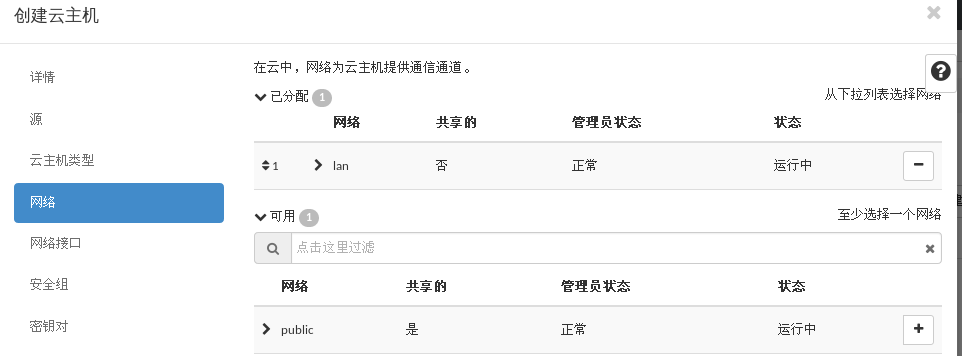 创建云主机
详情
源
云主机类型
网络
网络接口
安全组
密钥对
在云中，网络为云主机提供通信通道。
已分配 1 从下拉列表选择网络
网络 共享的 管理员状态 状态
1 lan 否 正常 运行中
可用 1 至少选择一个网络
点击这里过滤
网络 共享的 管理员状态 状态
public 是 正常 运行中